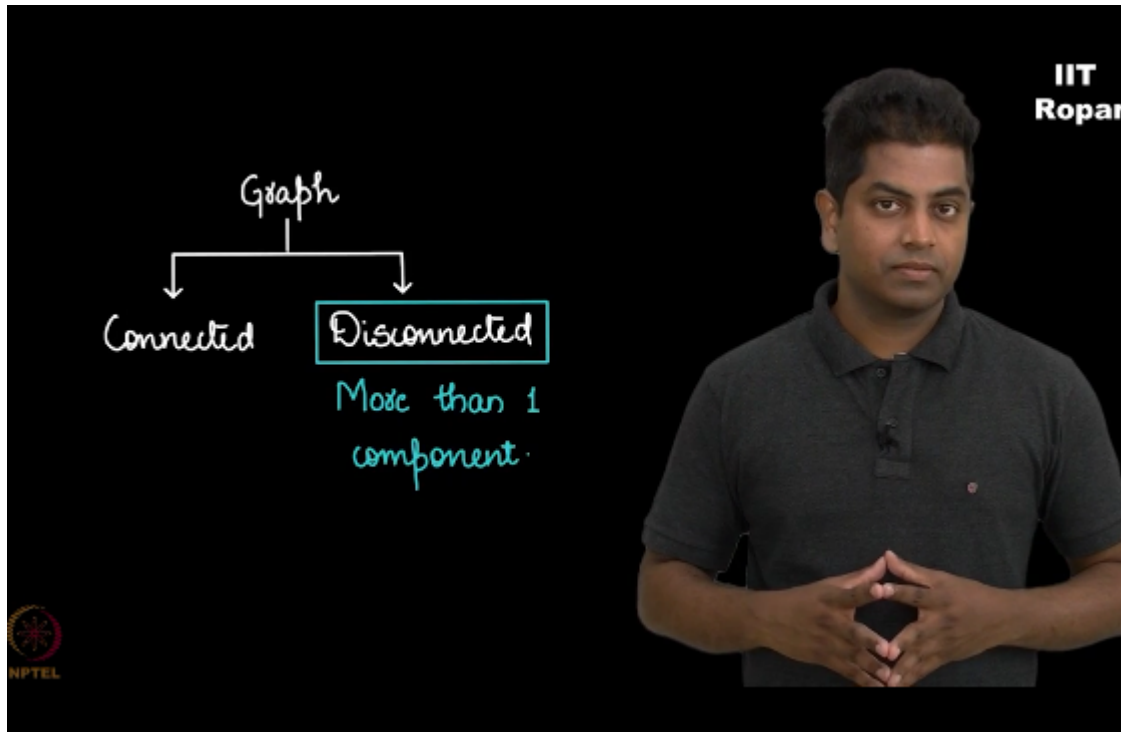 IIT
Ropar
Graph
Connected
Disconnected
More than 1
component.
NPTEL